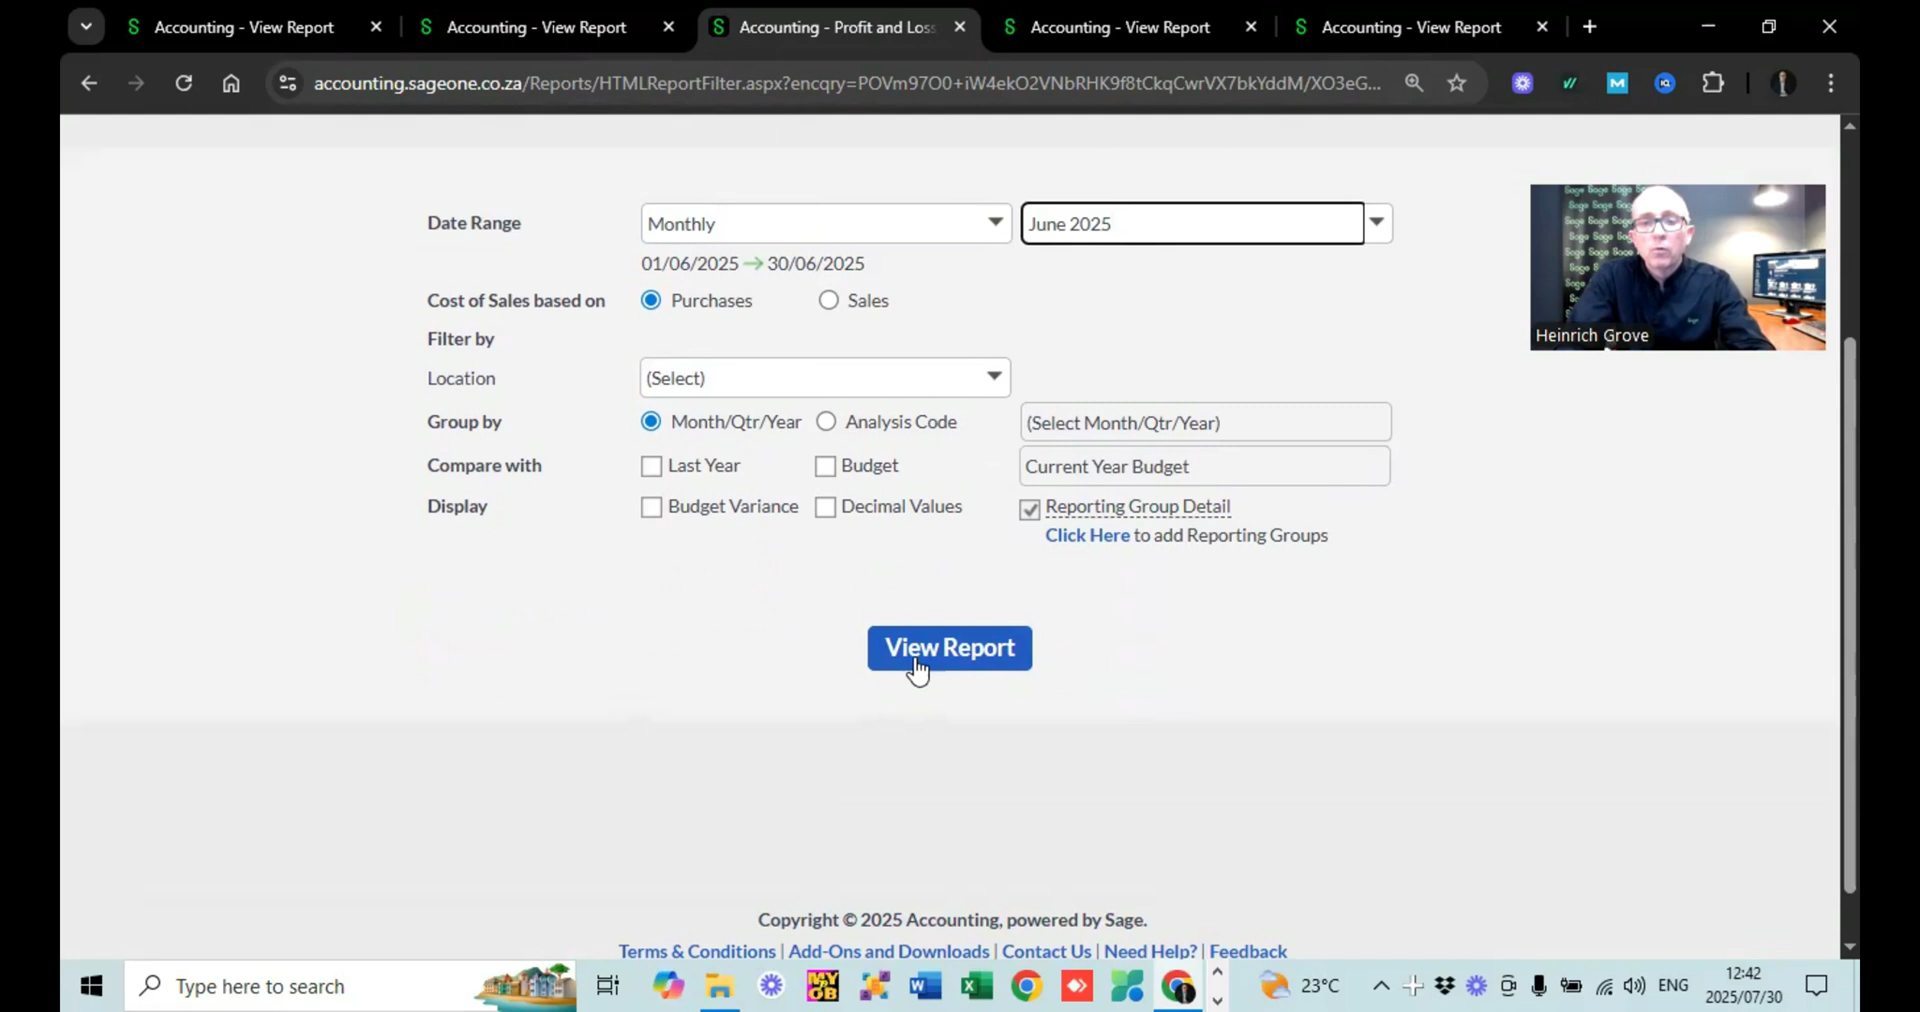 Accounting - View Report
Accounting - View Report
Accounting - Profit and Loss
Accounting - View Report
Accounting - View Report
accounting.sageone.co.za/Reports/HTMLReportFilter.aspx?encqry=POVm97O0+iW4ekO2VNbRHK9f8tCkqCwrVX7bkYddM/XO3eG...
Date Range
Monthly
June 2025
01/06/2025 → 30/06/2025
Cost of Sales based on
Purchases
Sales
Filter by
Location
(Select)
Group by
Month/Qtr/Year
Analysis Code
(Select Month/Qtr/Year)
Compare with
Last Year
Budget
Current Year Budget
Display
Budget Variance
Decimal Values
Reporting Group Detail
Click Here to add Reporting Groups
View Report
Heinrich Grove
Copyright © 2025 Accounting, powered by Sage.
Terms & Conditions | Add-Ons and Downloads | Contact Us | Need Help? | Feedback
Type here to search
23°C
ENG
12:42
2025/07/30